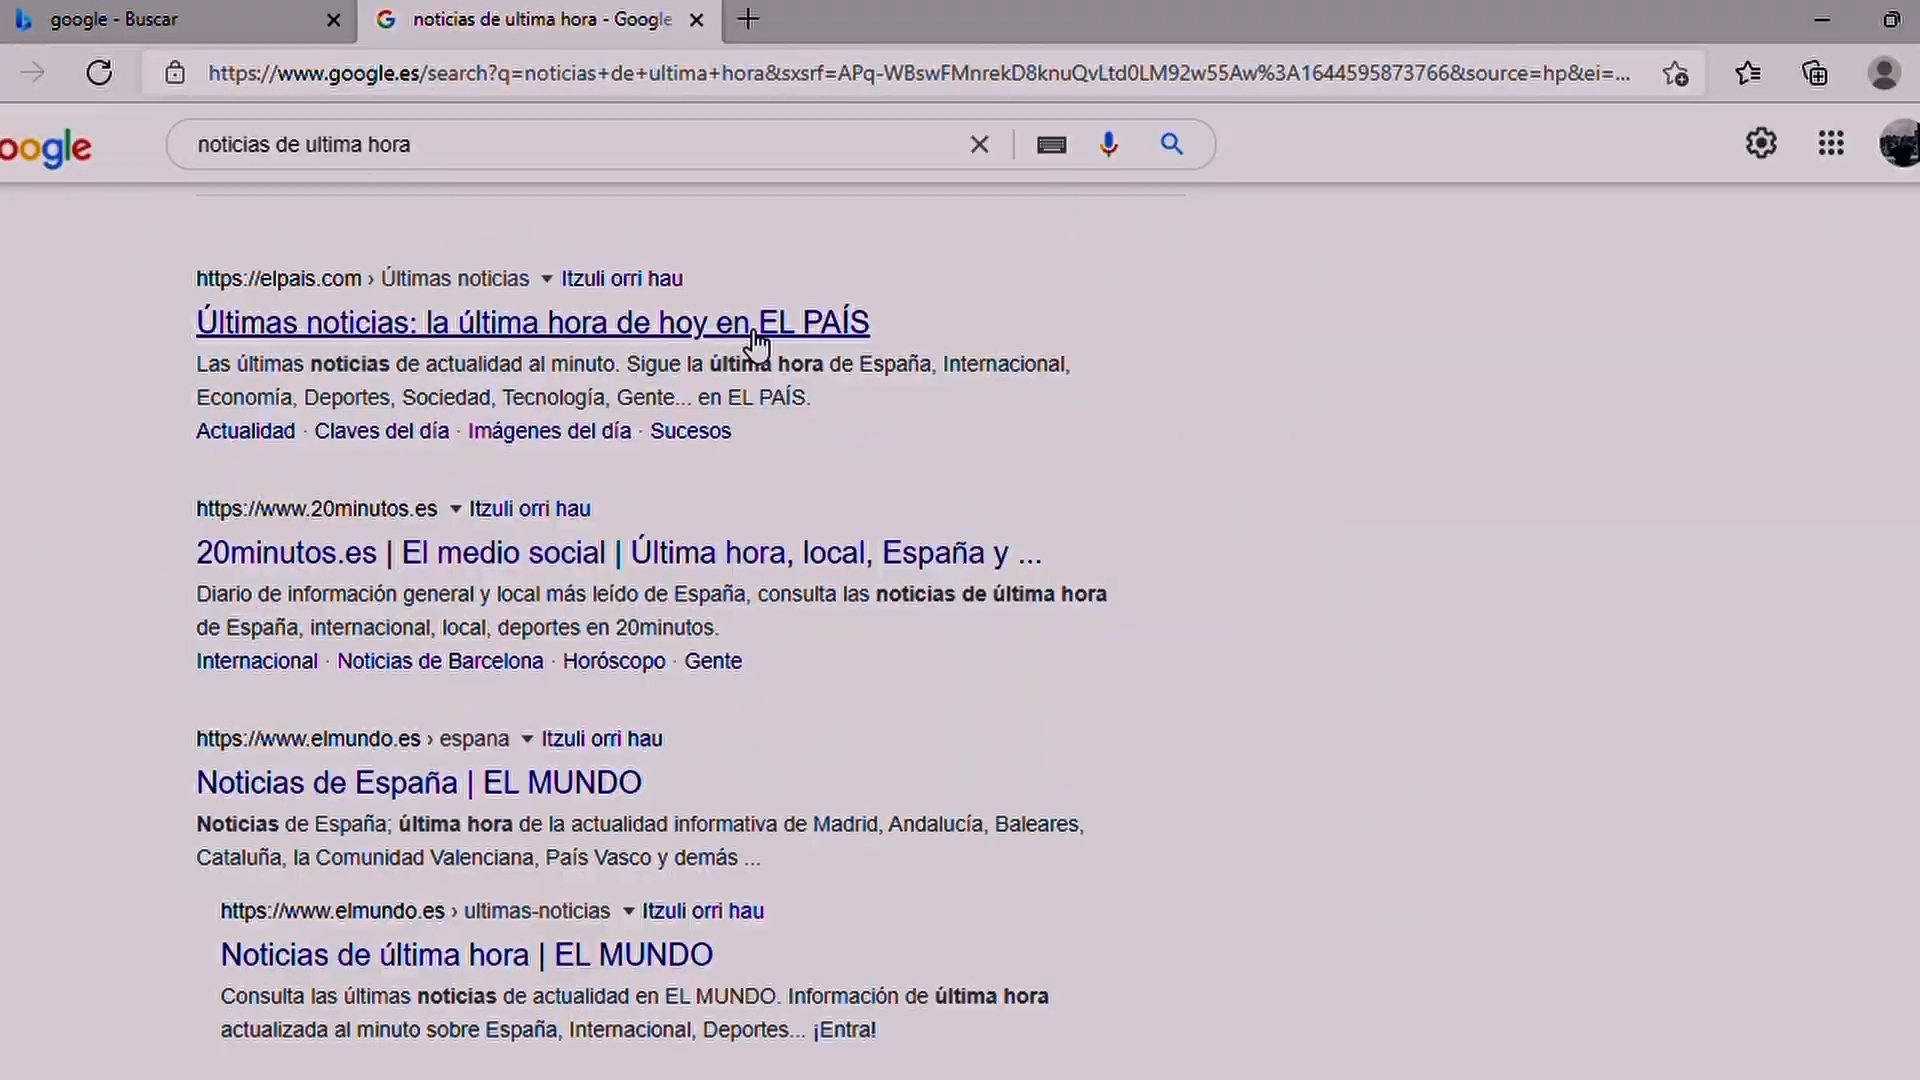 google - Buscar
noticias de ultima hora - Google
https://www.google.es/search?q=noticias+de+ultima+hora&sxsrf=APq-WBswFMnrekD8knuQvLtd0LM92w55Aw%3A1644595873766&source=hp&ei=...
oogle
noticias de ultima hora
https://elpais.com › Últimas noticias Itzuli orri hau
Últimas noticias: la última hora de hoy en EL PAÍS
Las últimas noticias de actualidad al minuto. Sigue la última hora de España, Internacional,
Economía, Deportes, Sociedad, Tecnología, Gente... en EL PAÍS.
Actualidad · Claves del día · Imágenes del día · Sucesos
https://www.20minutos.es Itzuli orri hau
20minutos.es | El medio social | Última hora, local, España y ...
Diario de información general y local más leído de España, consulta las noticias de última hora
de España, internacional, local, deportes en 20minutos.
Internacional · Noticias de Barcelona · Horóscopo · Gente
https://www.elmundo.es › espana Itzuli orri hau
Noticias de España | EL MUNDO
Noticias de España; última hora de la actualidad informativa de Madrid, Andalucía, Baleares,
Cataluña, la Comunidad Valenciana, País Vasco y demás ...
https://www.elmundo.es › ultimas-noticias Itzuli orri hau
Noticias de última hora | EL MUNDO
Consulta las últimas noticias de actualidad en EL MUNDO. Información de última hora
actualizada al minuto sobre España, Internacional, Deportes... ¡Entra!